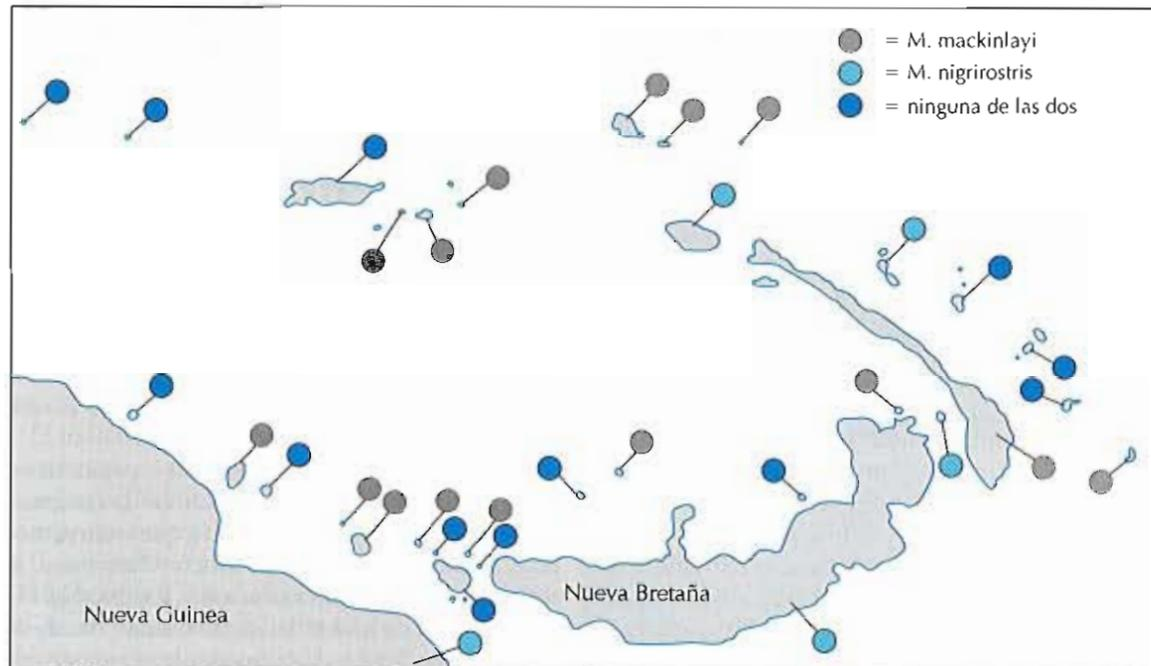 = M. mackinlayi
= M. nigrirostris
= ninguna de las dos
Nueva Bretaña
Nueva Guinea